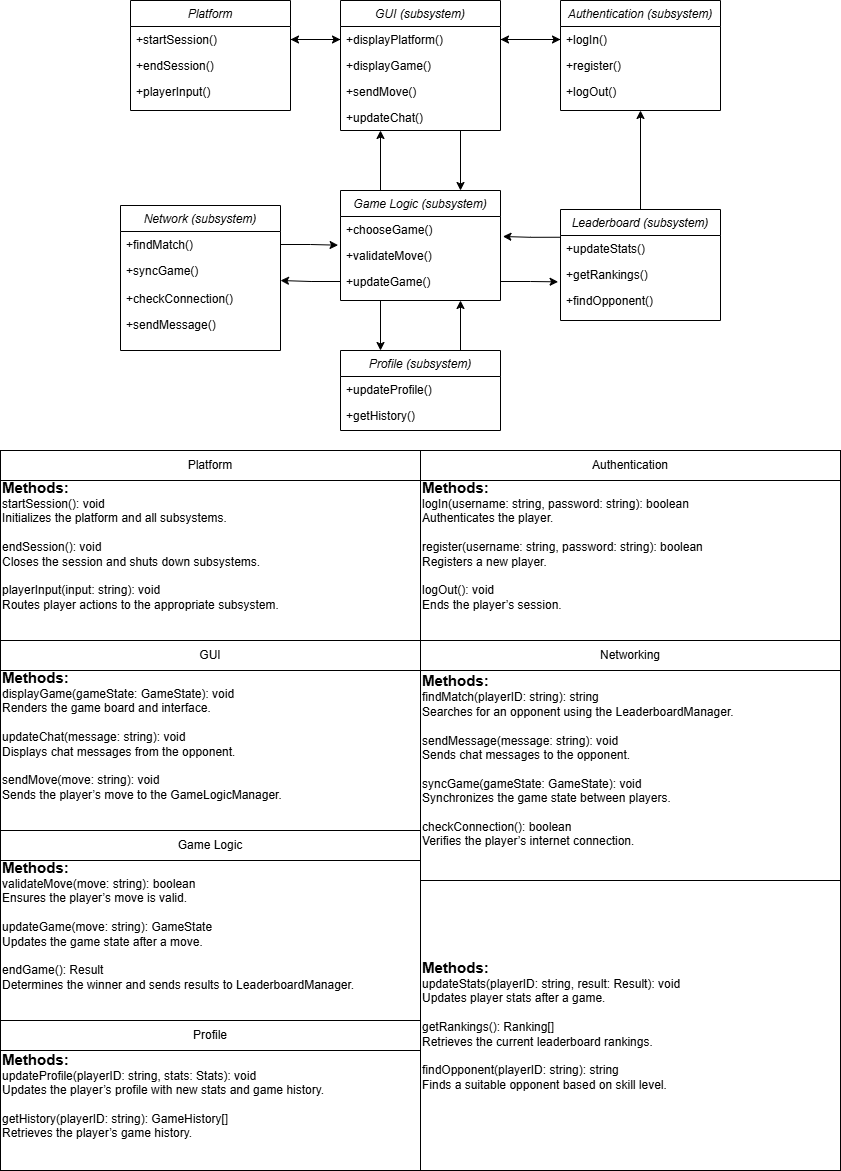 Platform
+startSession()
+endSession()
+playerInput()
GUI (subsystem)
+displayPlatform()
+displayGame()
+sendMove()
+updateChat()
Authentication (subsystem)
+logIn()
+register()
+logOut()
Network (subsystem)
+findMatch()
+syncGame()
+checkConnection()
+sendMessage()
Game Logic (subsystem)
+chooseGame()
+validateMove()
+updateGame()
Leaderboard (subsystem)
+updateStats()
+getRankings()
+findOpponent()
Profile (subsystem)
+updateProfile()
+getHistory()
Platform
Methods:
startSession(): void
Initializes the platform and all subsystems.
endSession(): void
Closes the session and shuts down subsystems.
playerInput(input: string): void
Routes player actions to the appropriate subsystem.
Authentication
Methods:
logIn(username: string, password: string): boolean
Authenticates the player.
register(username: string, password: string): boolean
Registers a new player.
logOut(): void
Ends the player’s session.
GUI
Methods:
displayGame(gameState: GameState): void
Renders the game board and interface.
updateChat(message: string): void
Displays chat messages from the opponent.
sendMove(move: string): void
Sends the player’s move to the GameLogicManager.
Networking
Methods:
findMatch(playerID: string): string
Searches for an opponent using the LeaderboardManager.
sendMessage(message: string): void
Sends chat messages to the opponent.
syncGame(gameState: GameState): void
Synchronizes the game state between players.
checkConnection(): boolean
Verifies the player’s internet connection.
Game Logic
Methods:
validateMove(move: string): boolean
Ensures the player’s move is valid.
updateGame(move: string): GameState
Updates the game state after a move.
endGame(): Result
Determines the winner and sends results to LeaderboardManager.
Methods:
updateStats(playerID: string, result: Result): void
Updates player stats after a game.
getRankings(): Ranking[]
Retrieves the current leaderboard rankings.
findOpponent(playerID: string): string
Finds a suitable opponent based on skill level.
Profile
Methods:
updateProfile(playerID: string, stats: Stats): void
Updates the player’s profile with new stats and game history.
getHistory(playerID: string): GameHistory[]
Retrieves the player’s game history.